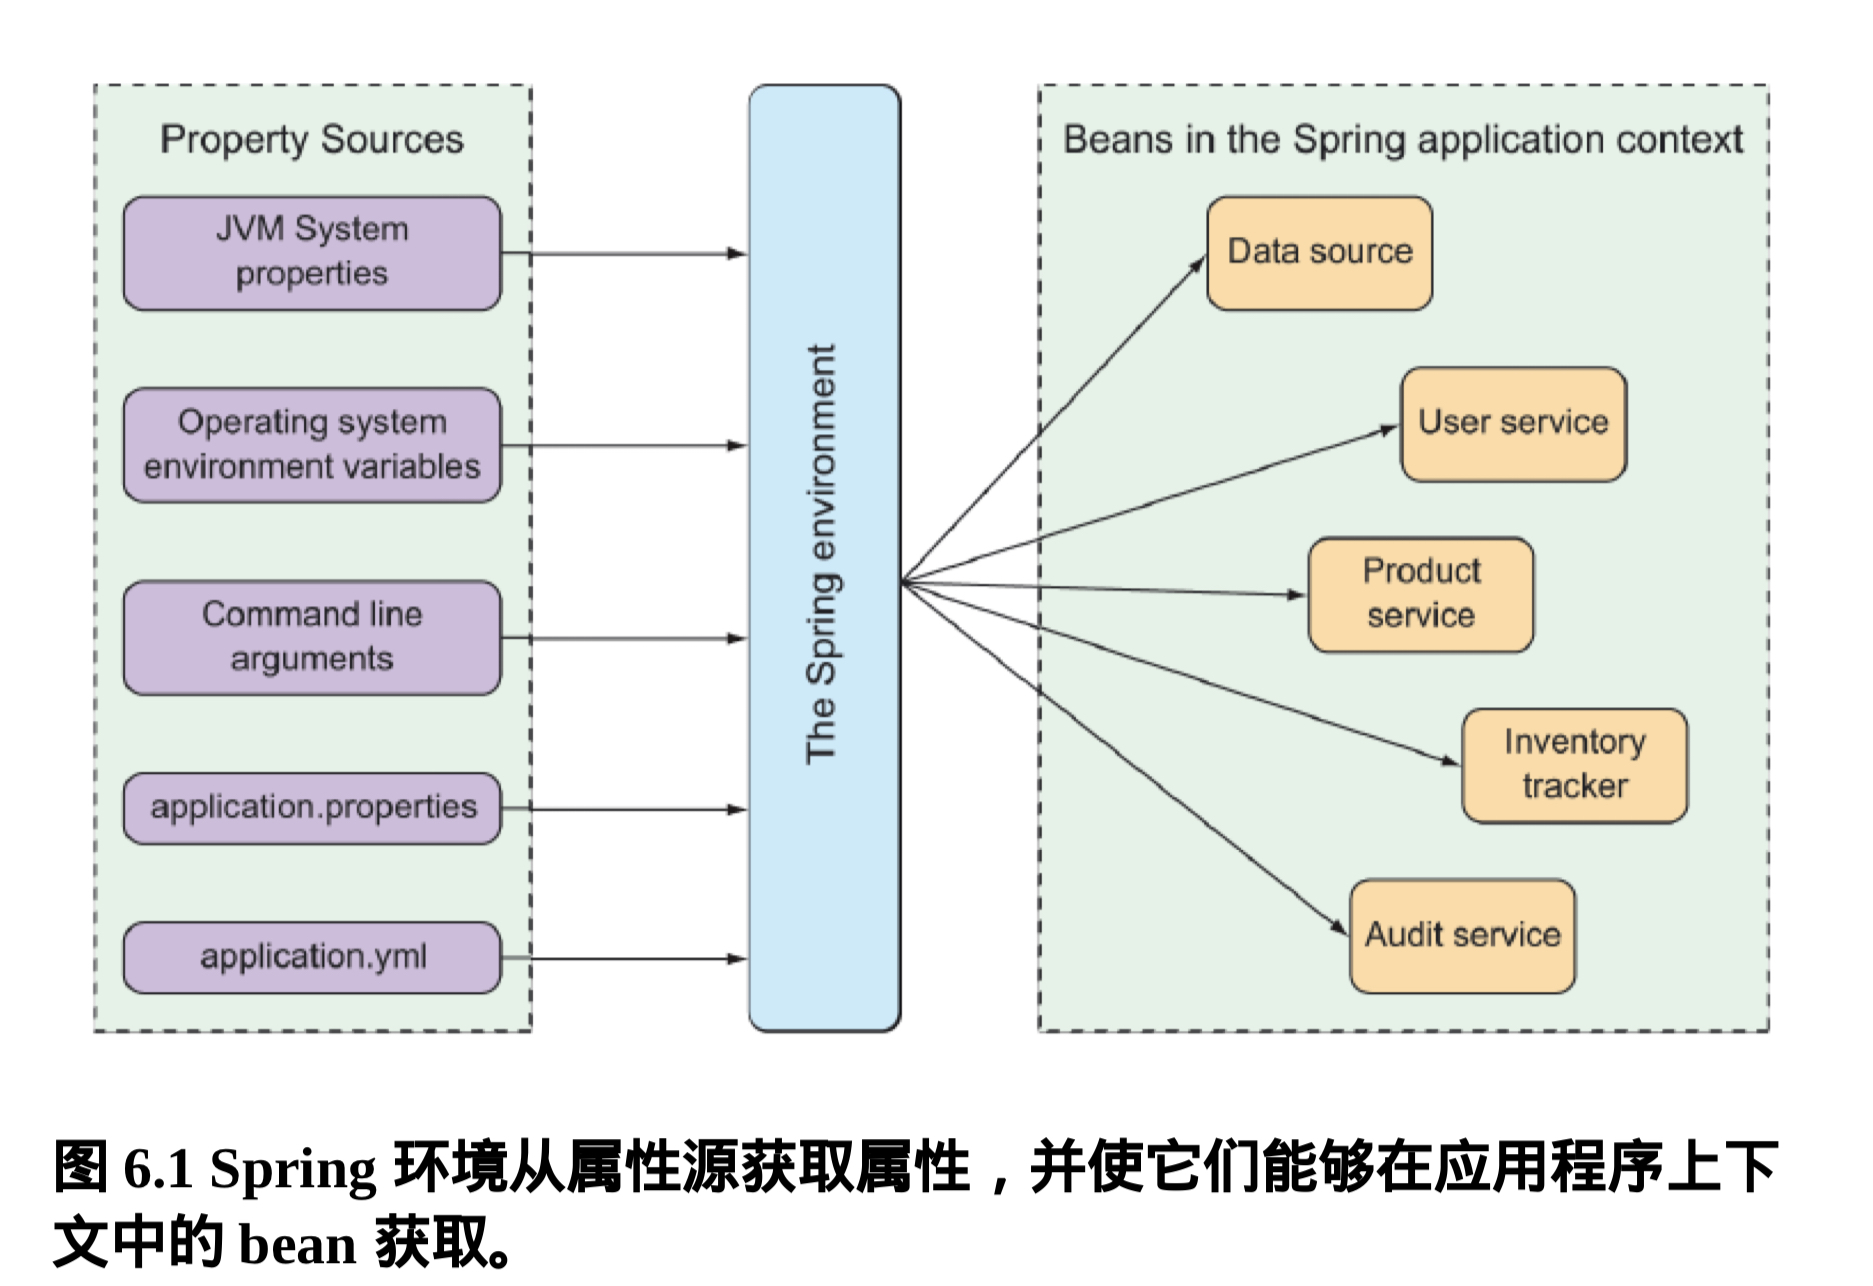 Property Sources
JVM System
properties
Operating system
environment variables
Command line
arguments
application.properties
application.yml
The Spring environment
Beans in the Spring application context
Data source
User service
Product
service
Inventory
tracker
Audit service
图 6.1 Spring 环境从属性源获取属性，并使它们能够在应用程序上下
文中的 bean 获取。